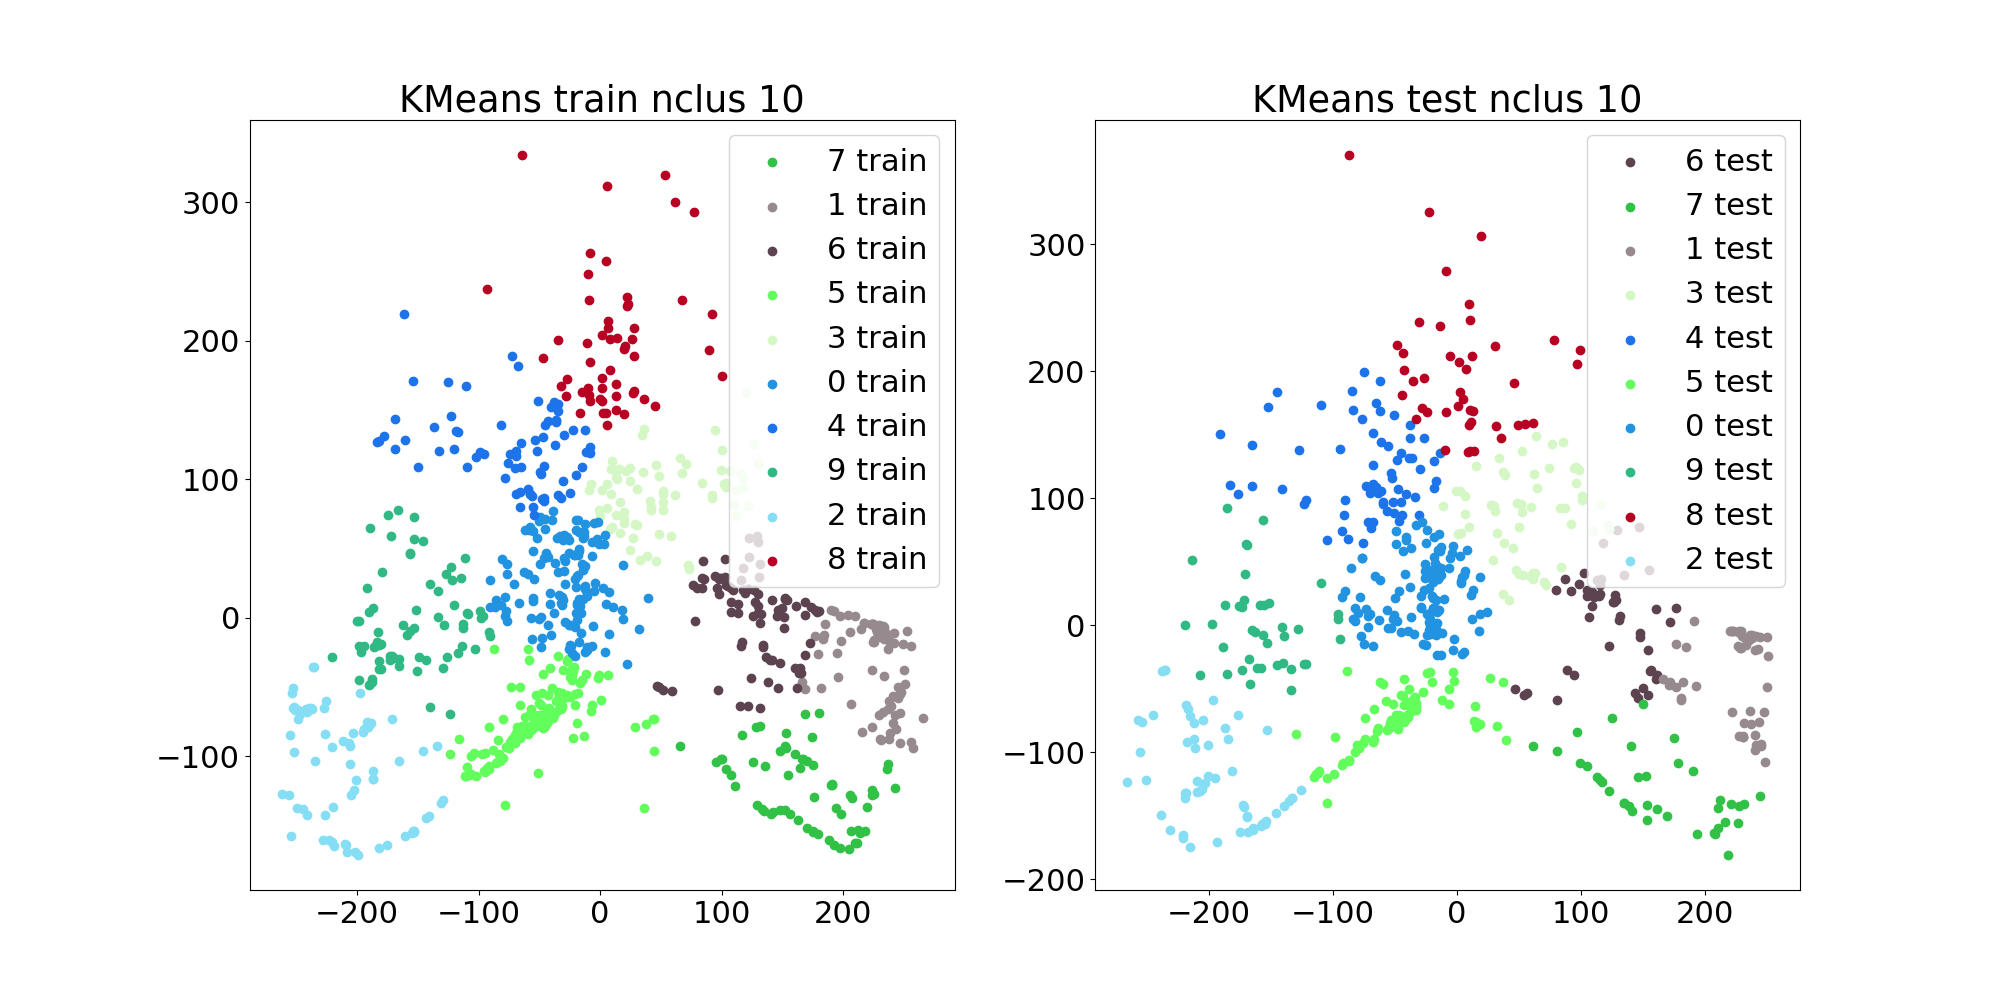 KMeans train nclus 10
300
200
100
0
−100
−200
−100
0
100
200
7 train
1 train
6 train
5 train
3 train
0 train
4 train
9 train
2 train
8 train
KMeans test nclus 10
300
200
100
0
−100
−200
−200
−100
0
100
200
6 test
7 test
1 test
3 test
4 test
5 test
0 test
9 test
8 test
2 test